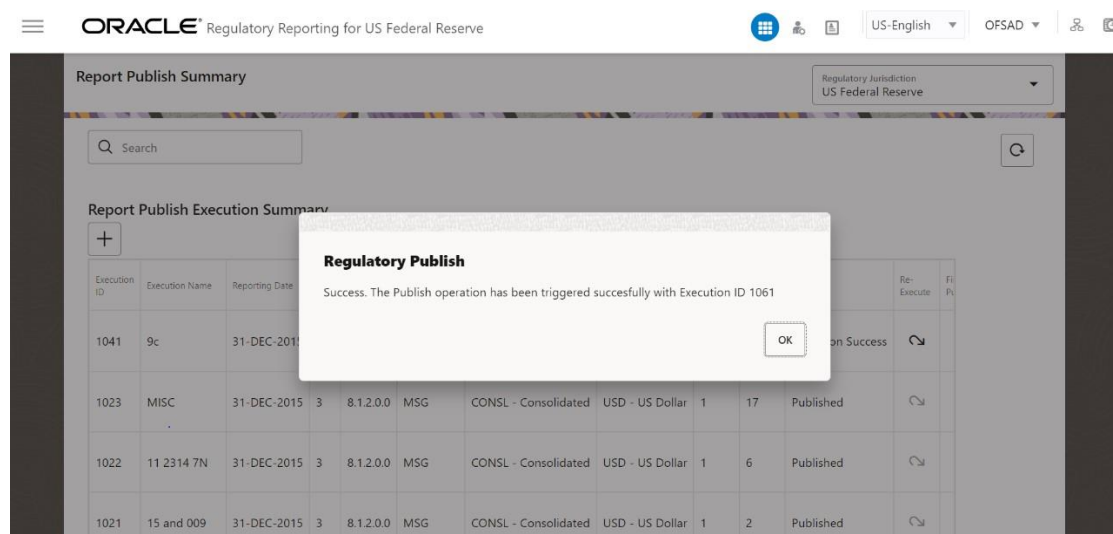 ORACLE® Regulatory Reporting for US Federal Reserve US-English OFSAD
Report Publish Summary
Regulatory Jurisdiction
US Federal Reserve
Search
Report Publish Execution Summary
Regulatory Publish
Success. The Publish operation has been triggered succesfully with Execution ID 1061
OK
Execution ID Execution Name Reporting Date Re-Execute
1041 9c 31-DEC-201 on Success
1023 MISC 31-DEC-2015 3 8.1.2.0.0 MSG CONSL - Consolidated USD - US Dollar 1 17 Published
1022 11 2314 7N 31-DEC-2015 3 8.1.2.0.0 MSG CONSL - Consolidated USD - US Dollar 1 6 Published
1021 15 and 009 31-DEC-2015 3 8.1.2.0.0 MSG CONSL - Consolidated USD - US Dollar 1 2 Published